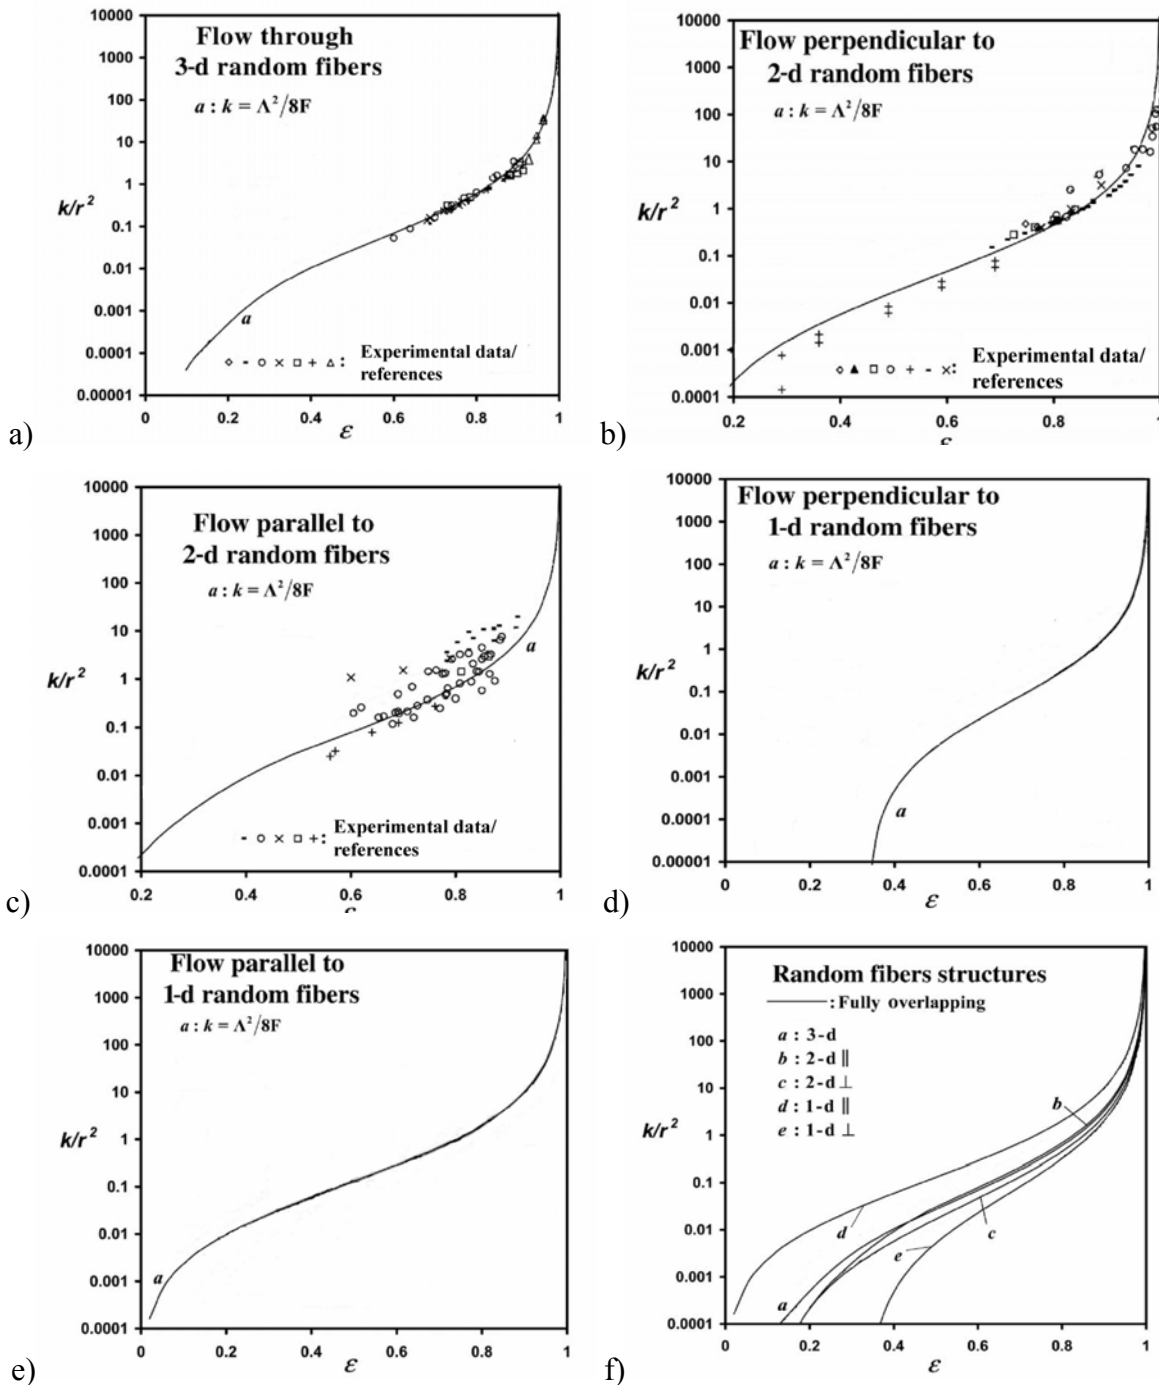 10000
1000
100
10
1
0.1
0.01
0.001
0.0001
0.00001
k/r²
Flow through
3-d random fibers
a : k = Λ²/8F
a
Experimental data/
references
0 0.2 0.4 0.6 0.8 1
ε
a)
10000
1000
100
10
1
0.1
0.01
0.001
0.0001
k/r²
Flow perpendicular to
2-d random fibers
a : k = Λ²/8F
Experimental data/
references
0.2 0.4 0.6 0.8 1
b)
10000
1000
100
10
1
0.1
0.01
0.001
0.0001
k/r²
Flow parallel to
2-d random fibers
a : k = Λ²/8F
a
Experimental data/
references
0.2 0.4 0.6 0.8 1
c)
10000
1000
100
10
1
0.1
0.01
0.001
0.0001
0.00001
k/r²
Flow perpendicular to
1-d random fibers
a : k = Λ²/8F
a
0 0.2 0.4 0.6 0.8 1
ε
d)
10000
1000
100
10
1
0.1
0.01
0.001
0.0001
k/r²
Flow parallel to
1-d random fibers
a : k = Λ²/8F
a
0 0.2 0.4 0.6 0.8 1
ε
e)
10000
1000
100
10
1
0.1
0.01
0.001
0.0001
k/r²
Random fibers structures
: Fully overlapping
a : 3-d
b : 2-d ||
c : 2-d ⊥
d : 1-d ||
e : 1-d ⊥
b
d
c
e
a
0 0.2 0.4 0.6 0.8 1
ε
f)